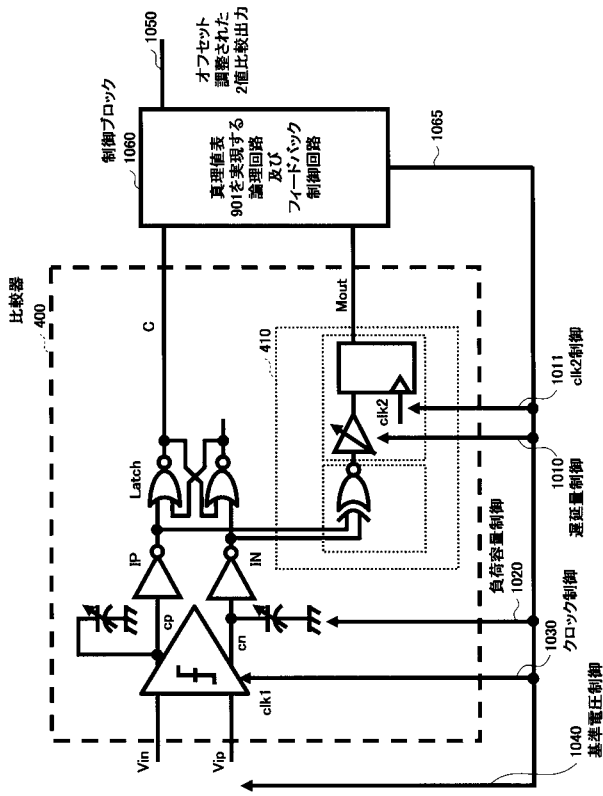 比較器
400
制御ブロック
1060
1050
オフセット
調整された
2値比較出力
真理値表
901を実現する
論理回路
及び
フィードバック
制御回路
C
Mout
410
Latch
IP
IN
cp
cn
clk1
clk2
Vin
Vip
1065
1011
clk2制御
1010
遅延量制御
負荷容量制御
1020
1030
クロック制御
1040
基準電圧制御